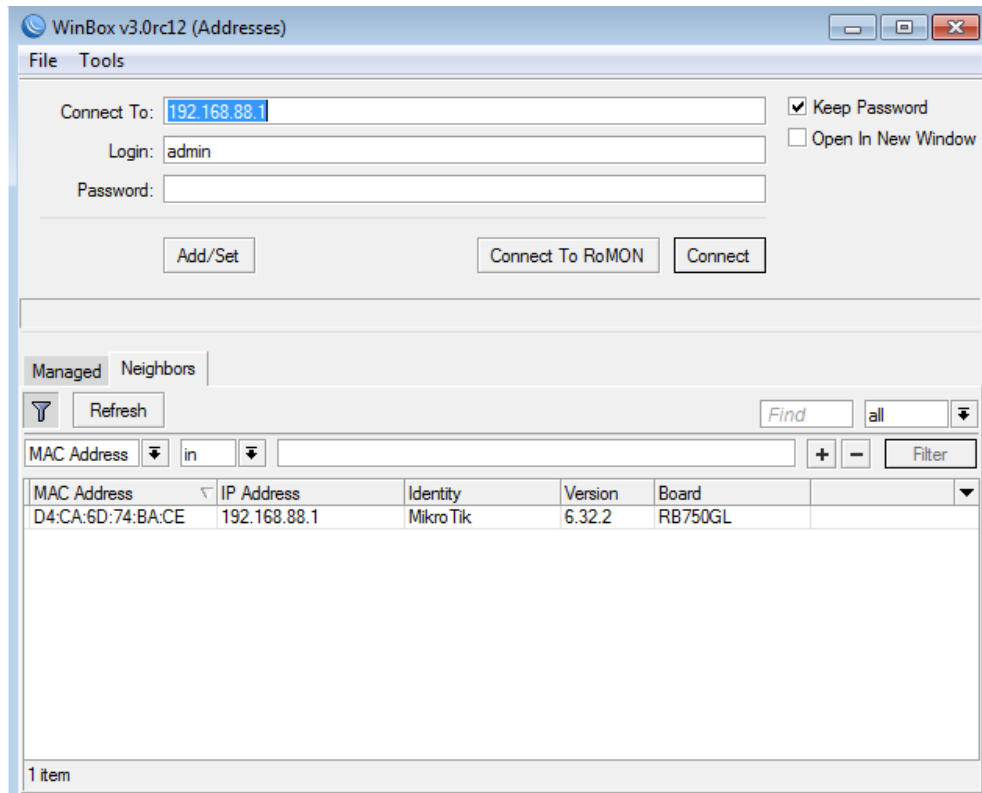 WinBox v3.0rc12 (Addresses)
File Tools
Connect To: 192.168.88.1
Keep Password
Login: admin
Open In New Window
Password:
Add/Set Connect To RoMON Connect
Managed Neighbors
Refresh Find all
MAC Address in + − Filter
MAC Address IP Address Identity Version Board
D4:CA:6D:74:BA:CE 192.168.88.1 MikroTik 6.32.2 RB750GL
1 item